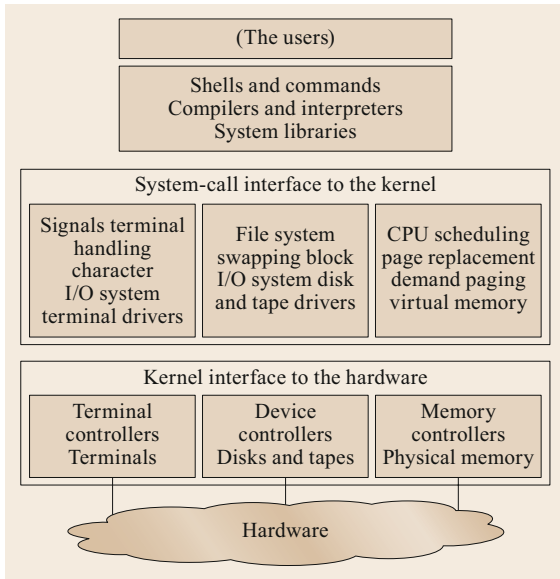 (The users)
Shells and commands
Compilers and interpreters
System libraries
System-call interface to the kernel
Signals terminal
handling
character
I/O system
terminal drivers
File system
swapping block
I/O system disk
and tape drivers
CPU scheduling
page replacement
demand paging
virtual memory
Kernel interface to the hardware
Terminal
controllers
Terminals
Device
controllers
Disks and tapes
Memory
controllers
Physical memory
Hardware